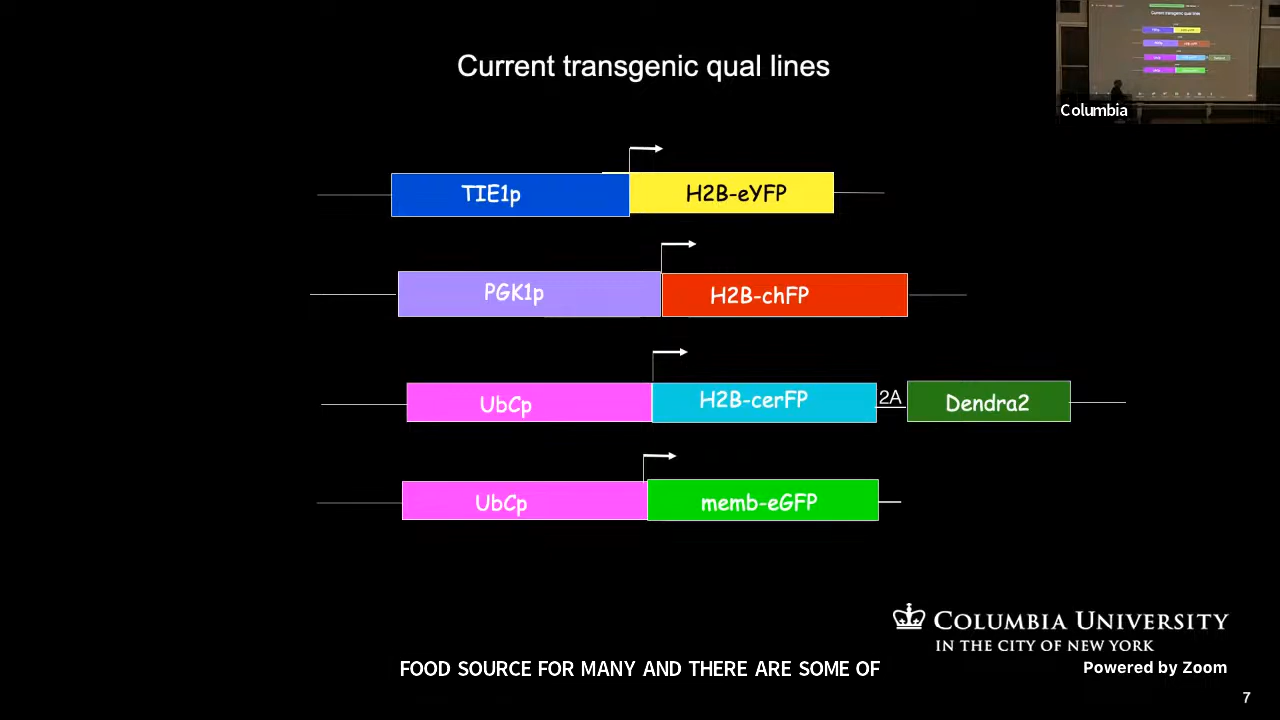 Current transgenic qual lines
Columbia
TIE1p
H2B-eYFP
PGK1p
H2B-chFP
UbCp
H2B-cerFP
2A
Dendra2
UbCp
memb-eGFP
COLUMBIA UNIVERSITY
IN THE CITY OF NEW YORK
FOOD SOURCE FOR MANY AND THERE ARE SOME OF
Powered by Zoom
7